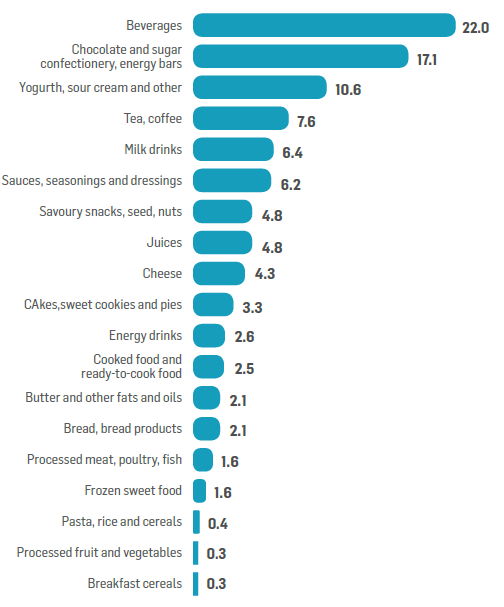 Beverages 22.0
Chocolate and sugar
confectionery, energy bars 17.1
Yogurth, sour cream and other 10.6
Tea, coffee 7.6
Milk drinks 6.4
Sauces, seasonings and dressings 6.2
Savoury snacks, seed, nuts 4.8
Juices 4.8
Cheese 4.3
CAkes,sweet cookies and pies 3.3
Energy drinks 2.6
Cooked food and
ready-to-cook food 2.5
Butter and other fats and oils 2.1
Bread, bread products 2.1
Processed meat, poultry, fish 1.6
Frozen sweet food 1.6
Pasta, rice and cereals 0.4
Processed fruit and vegetables 0.3
Breakfast cereals 0.3